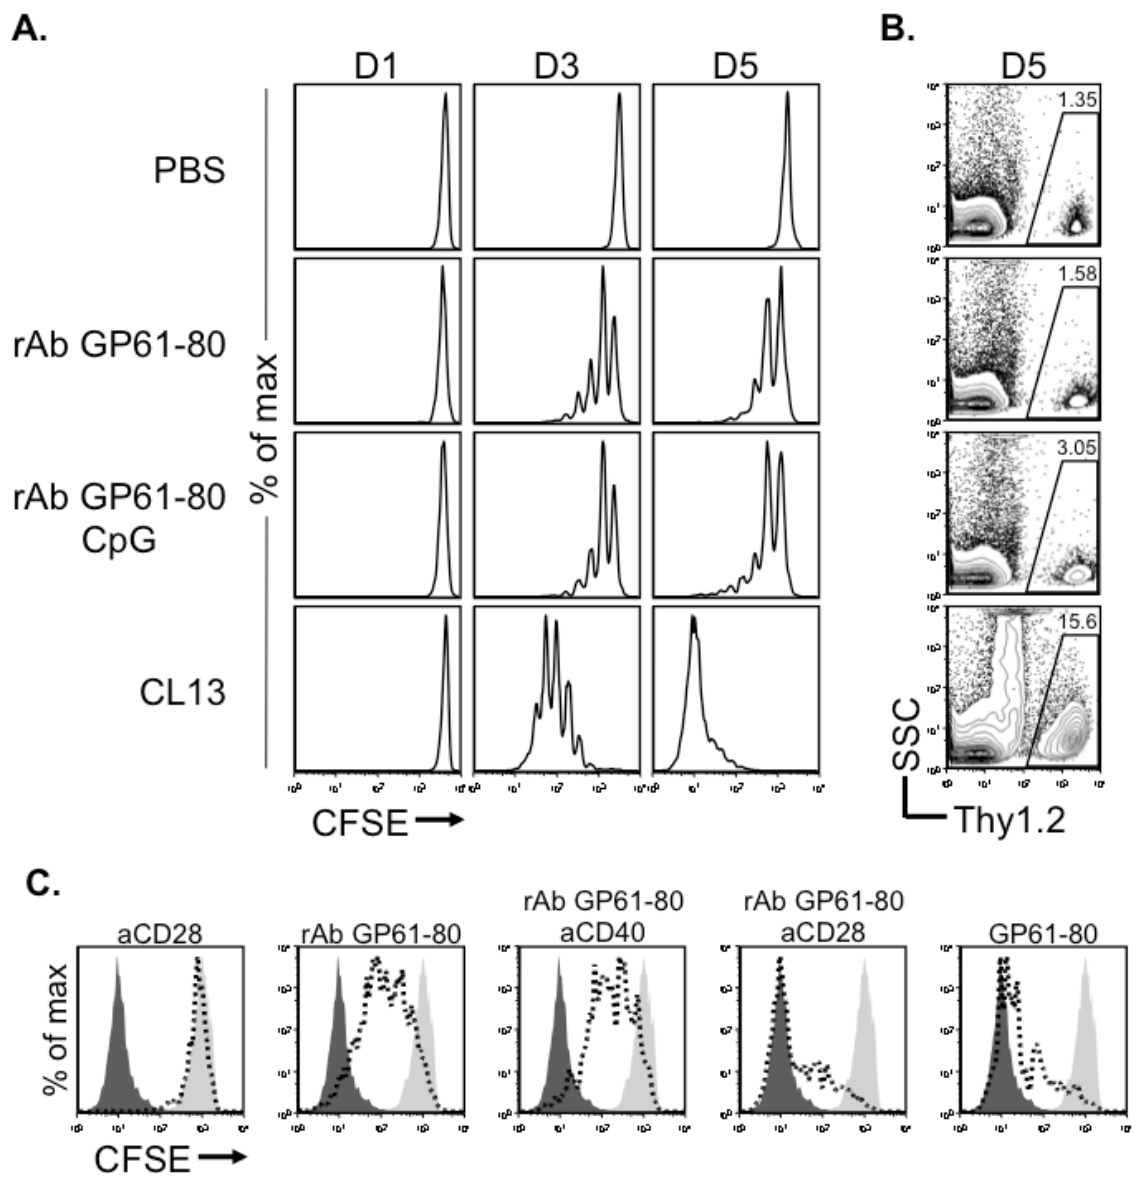 A.
B.
D1
D3
D5
D5
PBS
1.35
rAb GP61-80
1.58
% of max
rAb GP61-80
CpG
3.05
CL13
15.6
SSC
CFSE
Thy1.2
C.
aCD28
rAb GP61-80
rAb GP61-80
aCD40
rAb GP61-80
aCD28
GP61-80
% of max
CFSE